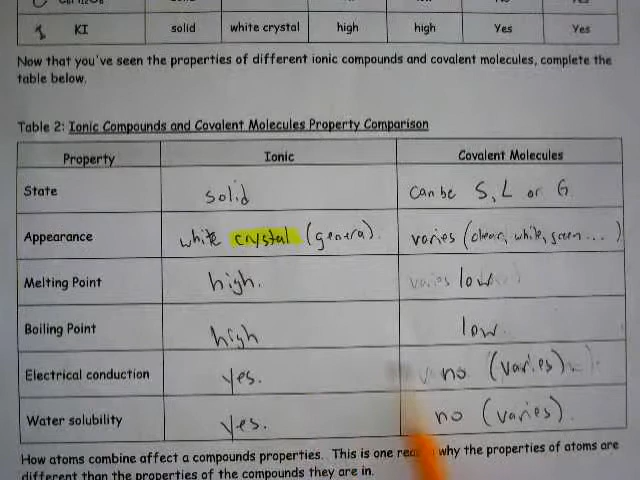 KI solid white crystal high high Yes Yes
Now that you've seen the properties of different ionic compounds and covalent molecules, complete the
table below.
Table 2: Ionic Compounds and Covalent Molecules Property Comparison
Property Ionic Covalent Molecules
State solid can be S, L or G
Appearance white crystal (general). varies (clear, white, green ... )
Melting Point high. varies low
Boiling Point high low.
Electrical conduction yes. no (varies)
Water solubility yes. no (varies).
How atoms combine affect a compounds properties. This is one why the properties of atoms are
different than the properties of the compounds they are in.